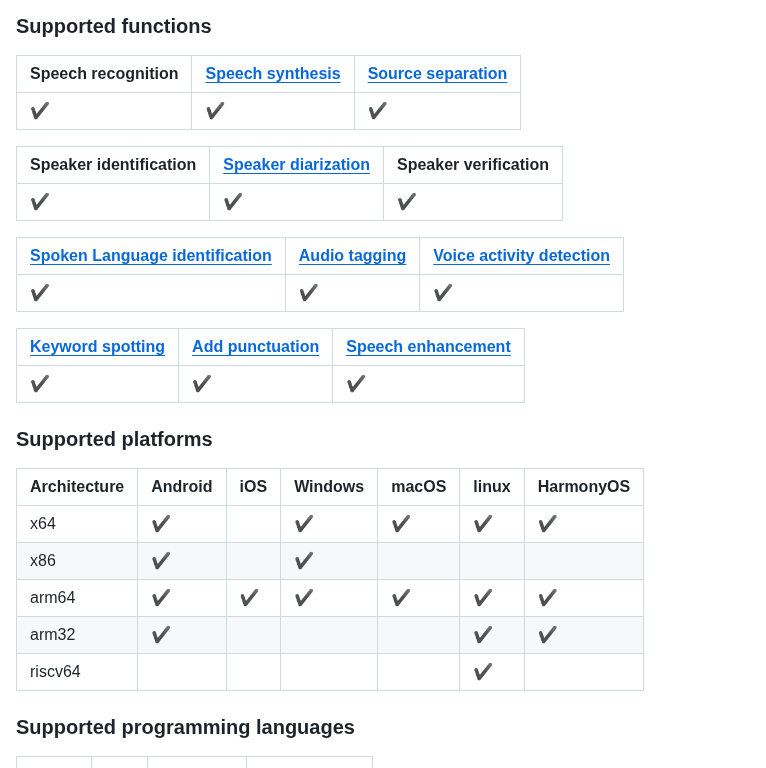 Supported functions
Speech recognition Speech synthesis Source separation
✔ ✔ ✔
Speaker identification Speaker diarization Speaker verification
✔ ✔ ✔
Spoken Language identification Audio tagging Voice activity detection
✔ ✔ ✔
Keyword spotting Add punctuation Speech enhancement
✔ ✔ ✔
Supported platforms
Architecture Android iOS Windows macOS linux HarmonyOS
x64 ✔ ✔ ✔ ✔ ✔
x86 ✔ ✔
arm64 ✔ ✔ ✔ ✔ ✔ ✔
arm32 ✔ ✔ ✔
riscv64 ✔
Supported programming languages